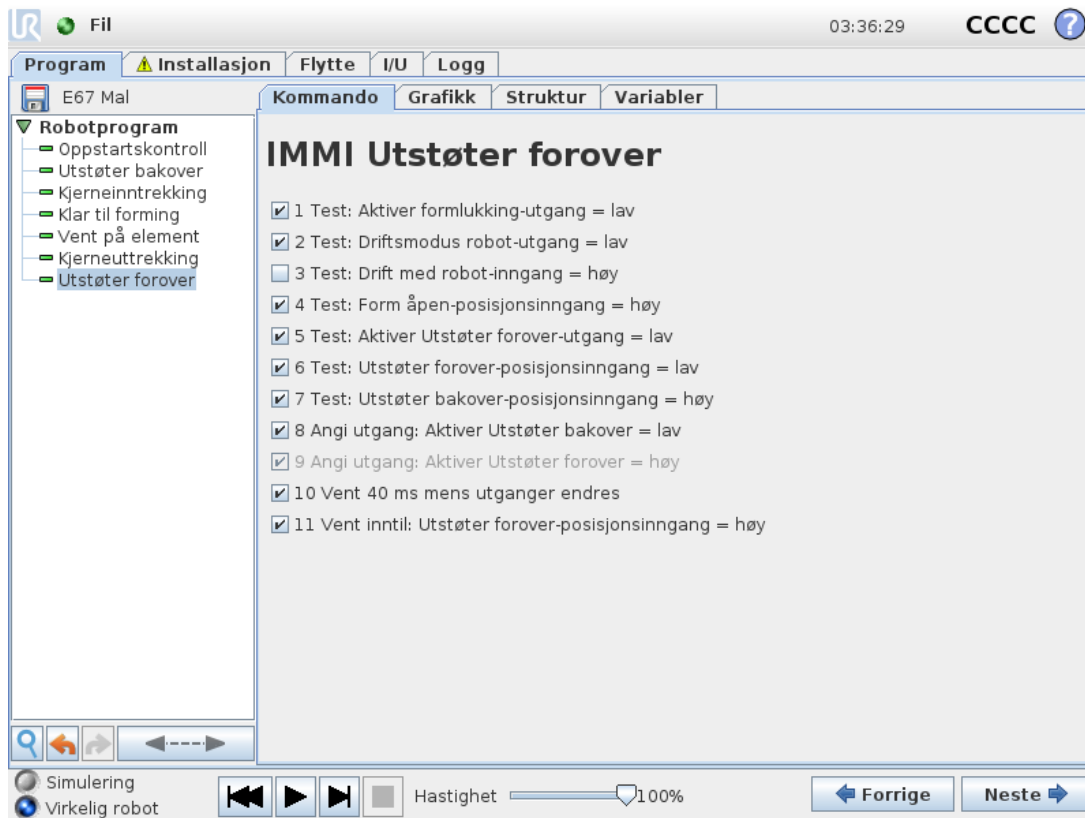 UR Fil 03:36:29 CCCC ?
Program Installasjon Flytte I/U Logg
E67 Mal
Kommando Grafikk Struktur Variabler
Robotprogram
Oppstartskontroll
Utstøter bakover
Kjerneinntrekking
Klar til forming
Vent på element
Kjerneuttrekking
Utstøter forover
IMMI Utstøter forover
1 Test: Aktiver formlukking-utgang = lav
2 Test: Driftsmodus robot-utgang = lav
3 Test: Drift med robot-inngang = høy
4 Test: Form åpen-posisjonsinngang = høy
5 Test: Aktiver Utstøter forover-utgang = lav
6 Test: Utstøter forover-posisjonsinngang = lav
7 Test: Utstøter bakover-posisjonsinngang = høy
8 Angi utgang: Aktiver Utstøter bakover = lav
9 Angi utgang: Aktiver Utstøter forover = høy
10 Vent 40 ms mens utganger endres
11 Vent inntil: Utstøter forover-posisjonsinngang = høy
Simulering
Virkelig robot
Hastighet 100%
Forrige Neste